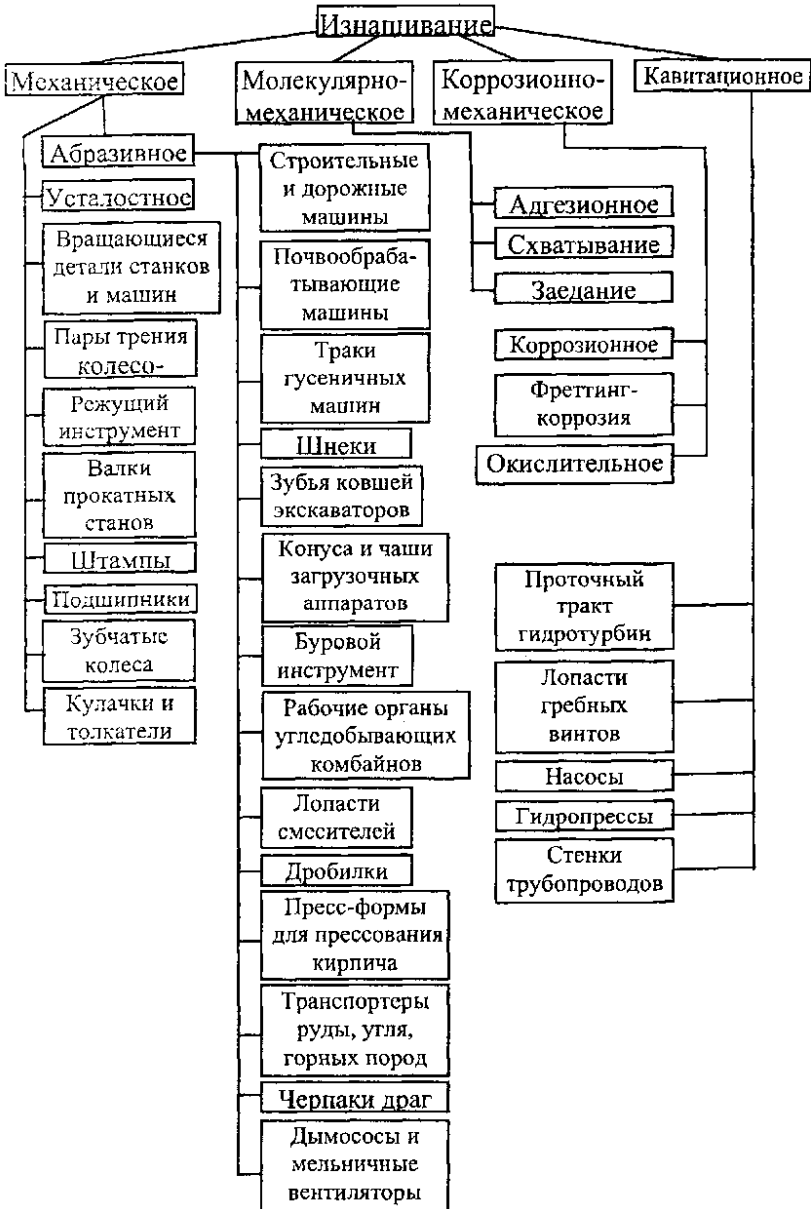 Изнашивание
Механическое
Молекулярно-
механическое
Коррозионно-
механическое
Кавитационное
Абразивное
Усталостное
Вращающиеся
детали станков
и машин
Пары трения
колесо-
Режущий
инструмент
Валки
прокатных
станов
Штампы
Подшипники
Зубчатые
колеса
Кулачки и
толкатели
Строительные
и дорожные
машины
Почвообраба-
тывающие
машины
Траки
гусеничных
машин
Шнеки
Зубья ковшей
экскаваторов
Конуса и чаши
загрузочных
аппаратов
Буровой
инструмент
Рабочие органы
угледобывающих
комбайнов
Лопасти
смесителей
Дробилки
Пресс-формы
для прессования
кирпича
Транспортеры
руды, угля,
горных пород
Черпаки драг
Дымососы и
мельничные
вентиляторы
Адгезионное
Схватывание
Заедание
Коррозионное
Фреттинг-
коррозия
Окислительное
Проточный
тракт
гидротурбин
Лопасти
гребных
винтов
Насосы
Гидропрессы
Стенки
трубопроводов